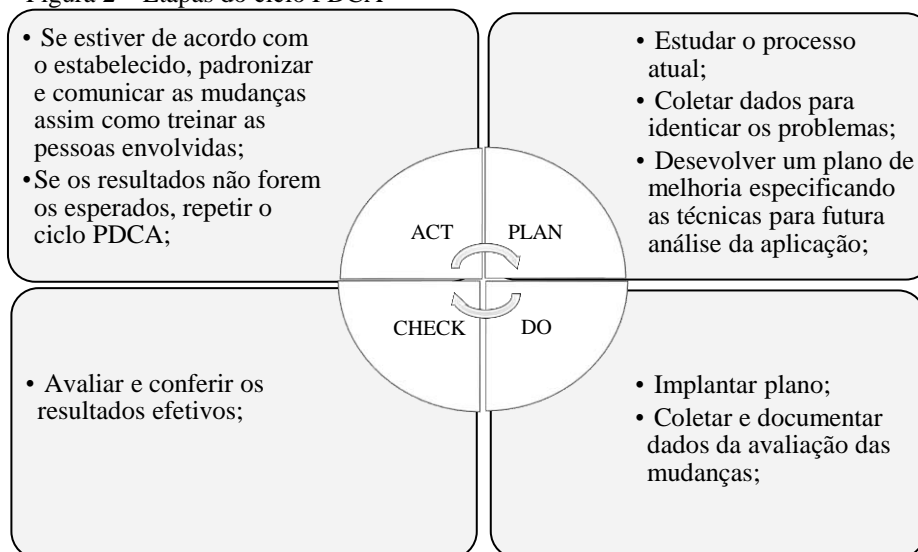 Figura 2 – Etapas do ciclo PDCA
• Se estiver de acordo com
o estabelecido, padronizar
e comunicar as mudanças
assim como treinar as
pessoas envolvidas;
•Se os resultados não forem
os esperados, repetir o
ciclo PDCA;
• Estudar o processo
atual;
• Coletar dados para
identicar os problemas;
• Desevolver um plano de
melhoria especificando
as técnicas para futura
análise da aplicação;
ACT
PLAN
CHECK
DO
• Avaliar e conferir os
resultados efetivos;
• Implantar plano;
• Coletar e documentar
dados da avaliação das
mudanças;